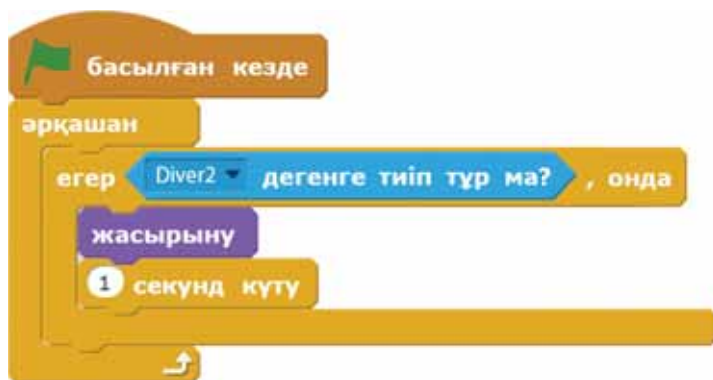 басылған кезде
әрқашан
егер Diver2 дегенге тиіп тұр ма? , онда
жасырыну
1 секунд күту